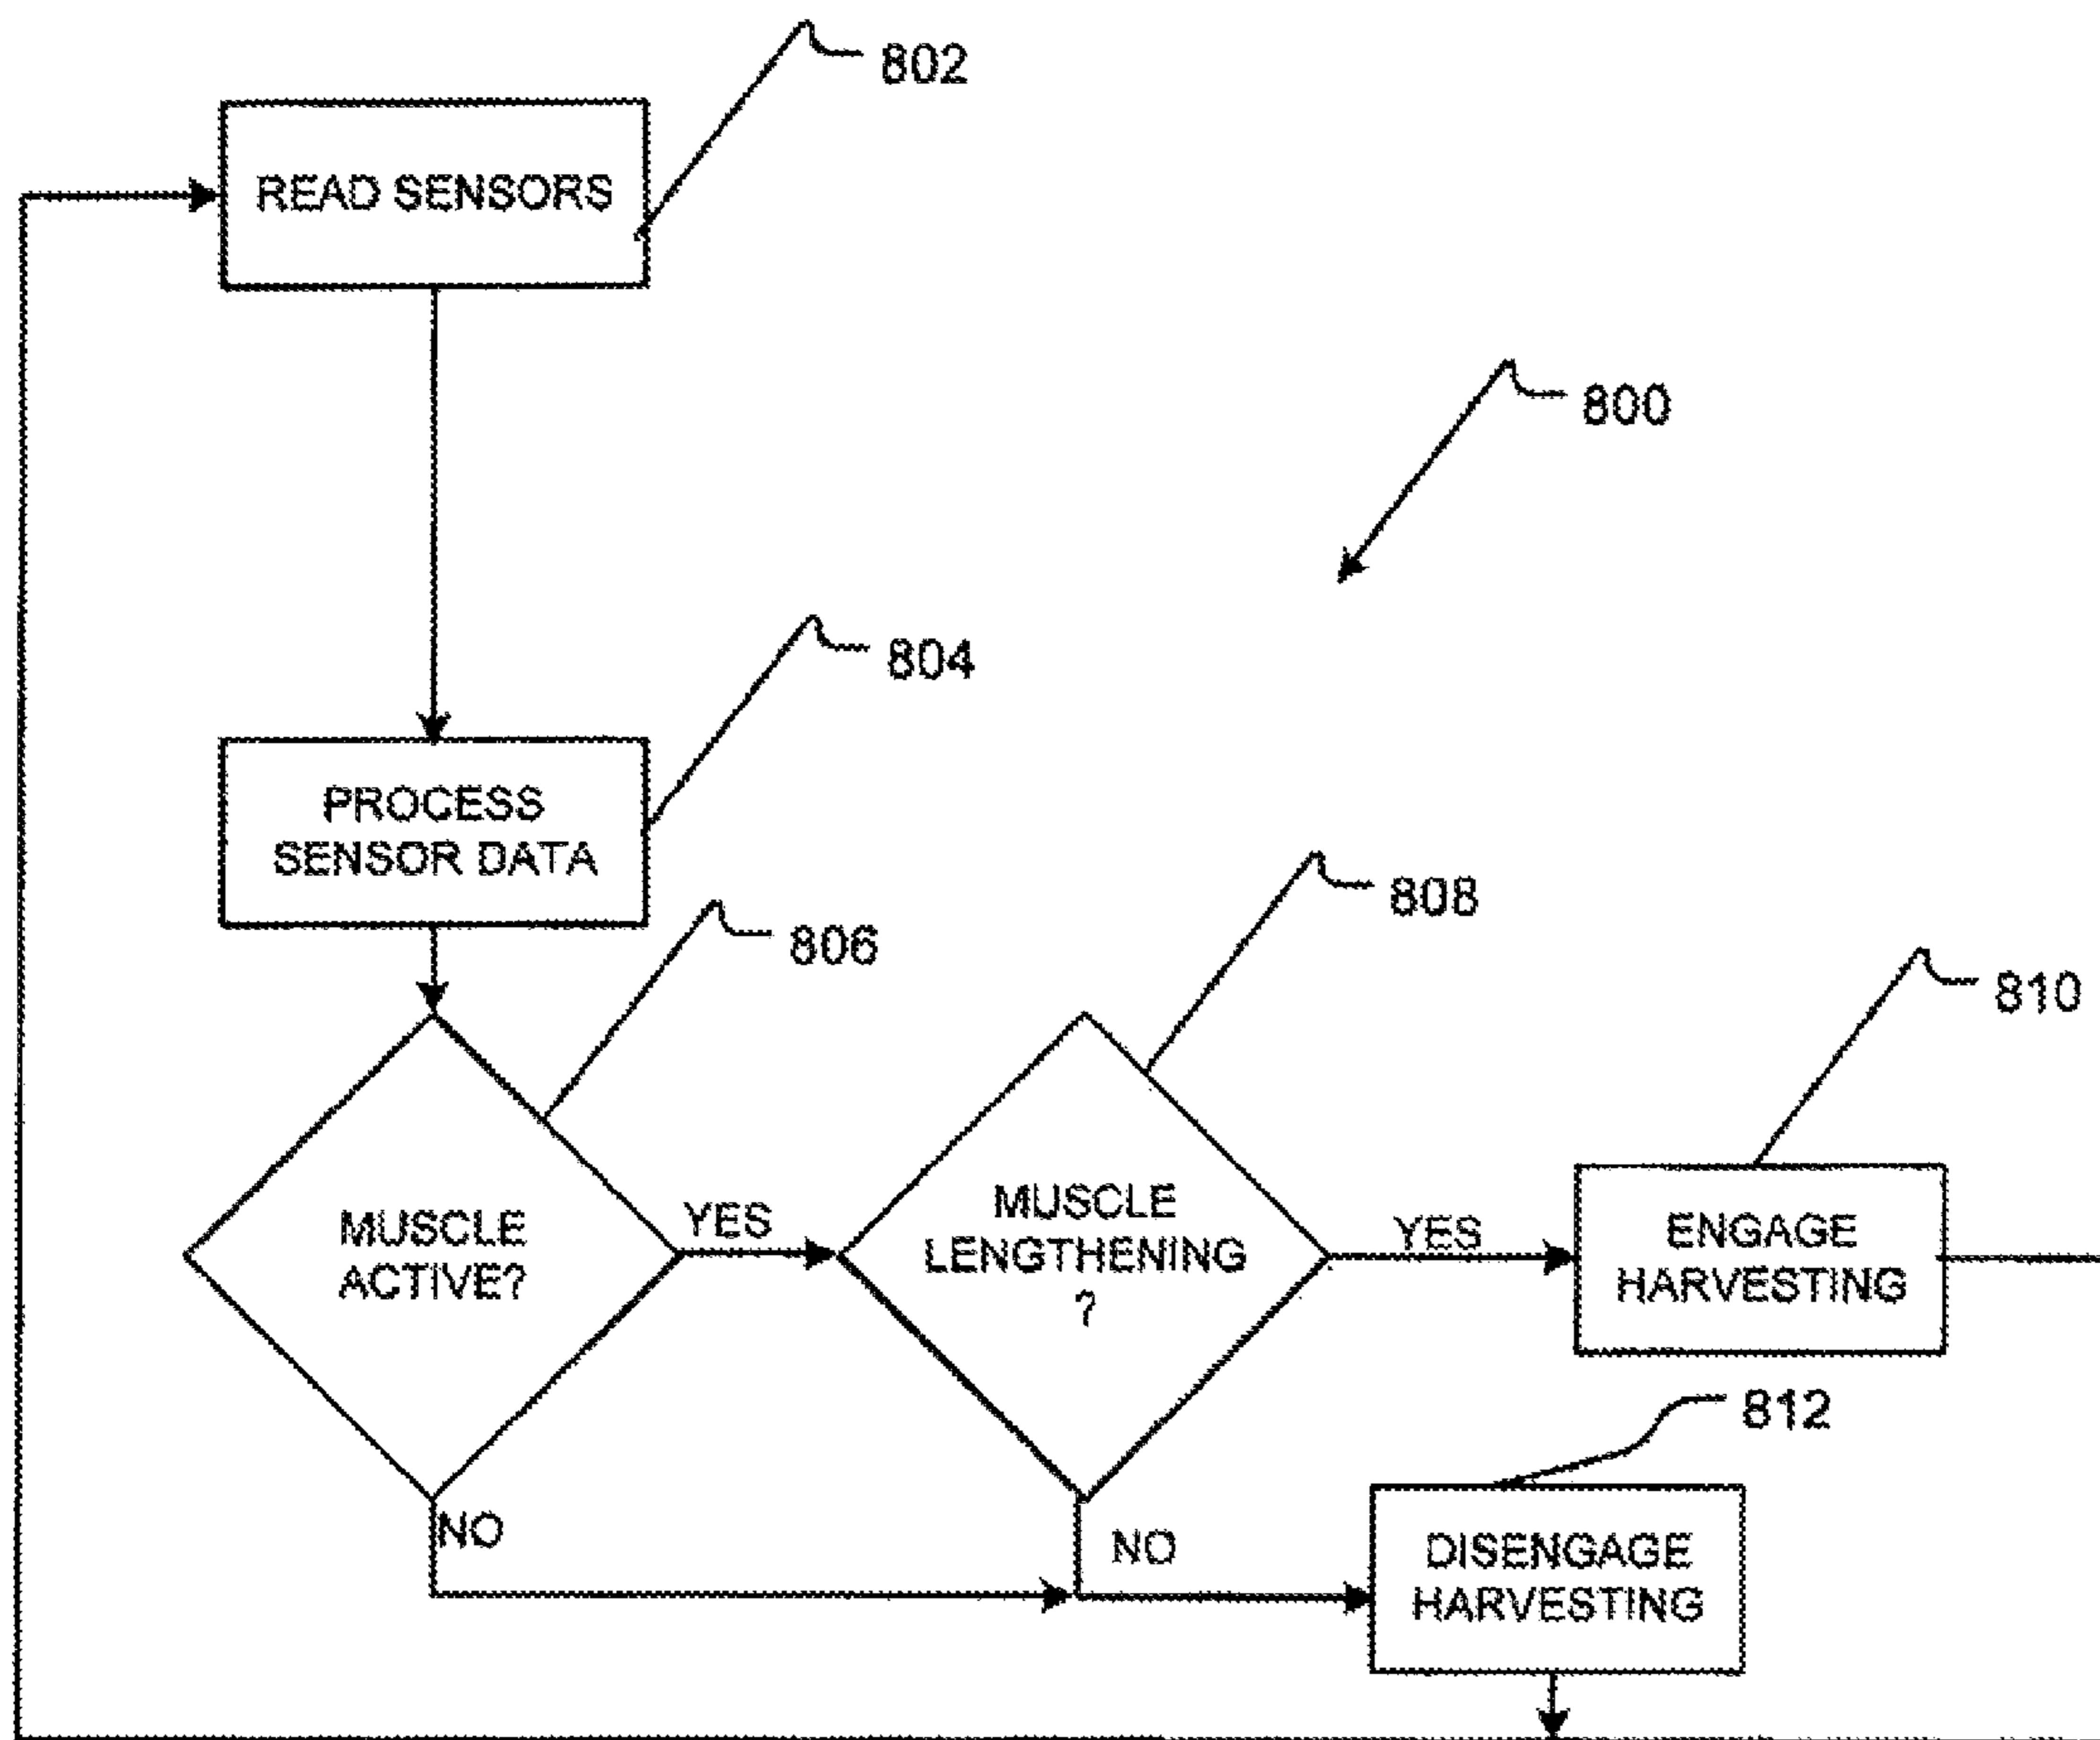 802
READ SENSORS
800
804
PROCESS
SENSOR DATA
806
808
810
MUSCLE
ACTIVE?
YES
MUSCLE
LENGTHENING
?
YES
ENGAGE
HARVESTING
812
NO
NO
DISENGAGE
HARVESTING